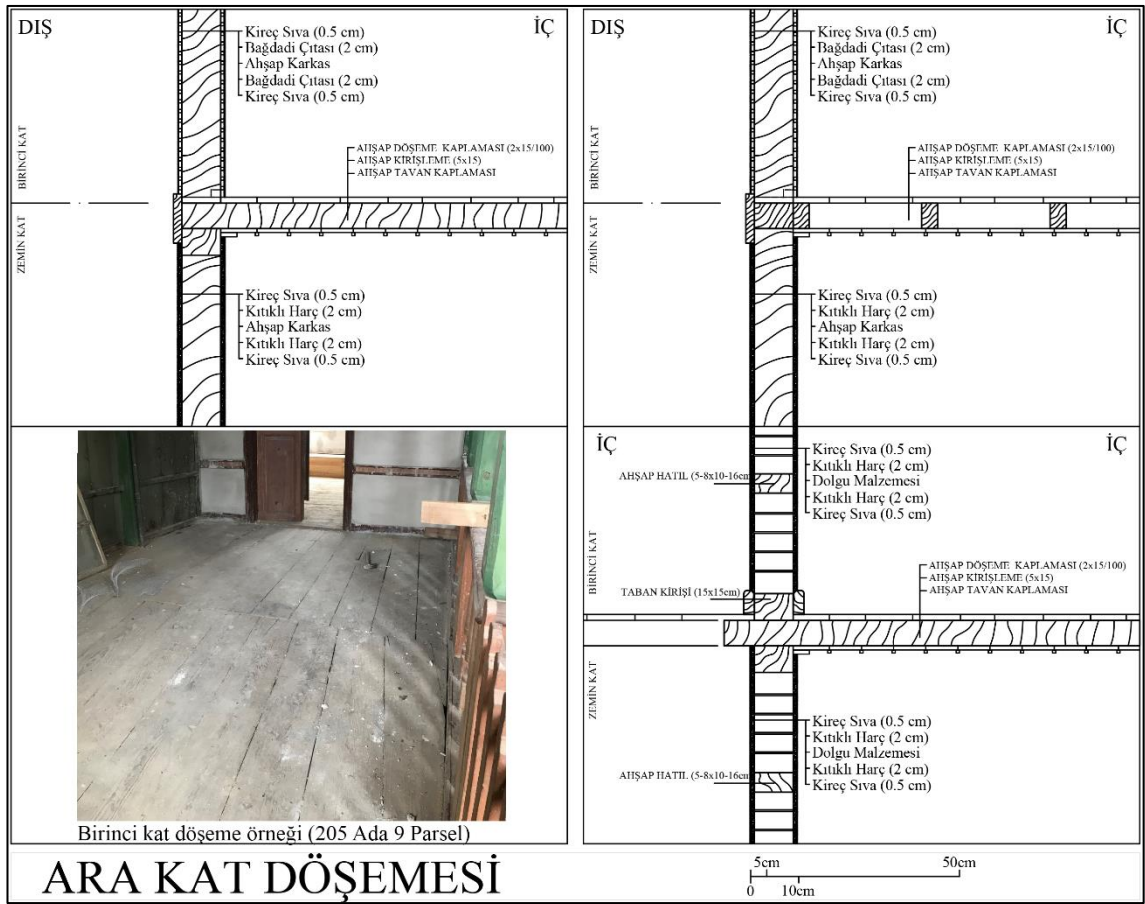 DIŞ
İÇ
Kireç Sıva (0.5 cm)
Bağdadi Çıtası (2 cm)
Ahşap Karkas
Bağdadi Çıtası (2 cm)
Kireç Sıva (0.5 cm)
BİRİNCİ KAT
AHŞAP DÖŞEME KAPLAMASI (2x15/100)
AHŞAP KİRİŞLEME (5x15)
AHŞAP TAVAN KAPLAMASI
ZEMİN KAT
Kireç Sıva (0.5 cm)
Kıtıklı Harç (2 cm)
Ahşap Karkas
Kıtıklı Harç (2 cm)
Kireç Sıva (0.5 cm)
DIŞ
İÇ
Kireç Sıva (0.5 cm)
Bağdadi Çıtası (2 cm)
Ahşap Karkas
Bağdadi Çıtası (2 cm)
Kireç Sıva (0.5 cm)
BİRİNCİ KAT
AHŞAP DÖŞEME KAPLAMASI (2x15/100)
AHŞAP KİRİŞLEME (5x15)
AHŞAP TAVAN KAPLAMASI
ZEMİN KAT
Kireç Sıva (0.5 cm)
Kıtıklı Harç (2 cm)
Ahşap Karkas
Kıtıklı Harç (2 cm)
Kireç Sıva (0.5 cm)
Birinci kat döşeme örneği (205 Ada 9 Parsel)
İÇ
İÇ
Kireç Sıva (0.5 cm)
Kıtıklı Harç (2 cm)
Dolgu Malzemesi
Kıtıklı Harç (2 cm)
Kireç Sıva (0.5 cm)
AHŞAP HATIL (5-8x10-16cm
BİRİNCİ KAT
AHŞAP DÖŞEME KAPLAMASI (2x15/100)
AHŞAP KİRİŞLEME (5x15)
AHŞAP TAVAN KAPLAMASI
TABAN KİRİŞİ (15x15cm)
ZEMİN KAT
Kireç Sıva (0.5 cm)
Kıtıklı Harç (2 cm)
Dolgu Malzemesi
Kıtıklı Harç (2 cm)
Kireç Sıva (0.5 cm)
AHŞAP HATIL (5-8x10-16cm
ARA KAT DÖŞEMESİ
5cm
50cm
0
10cm